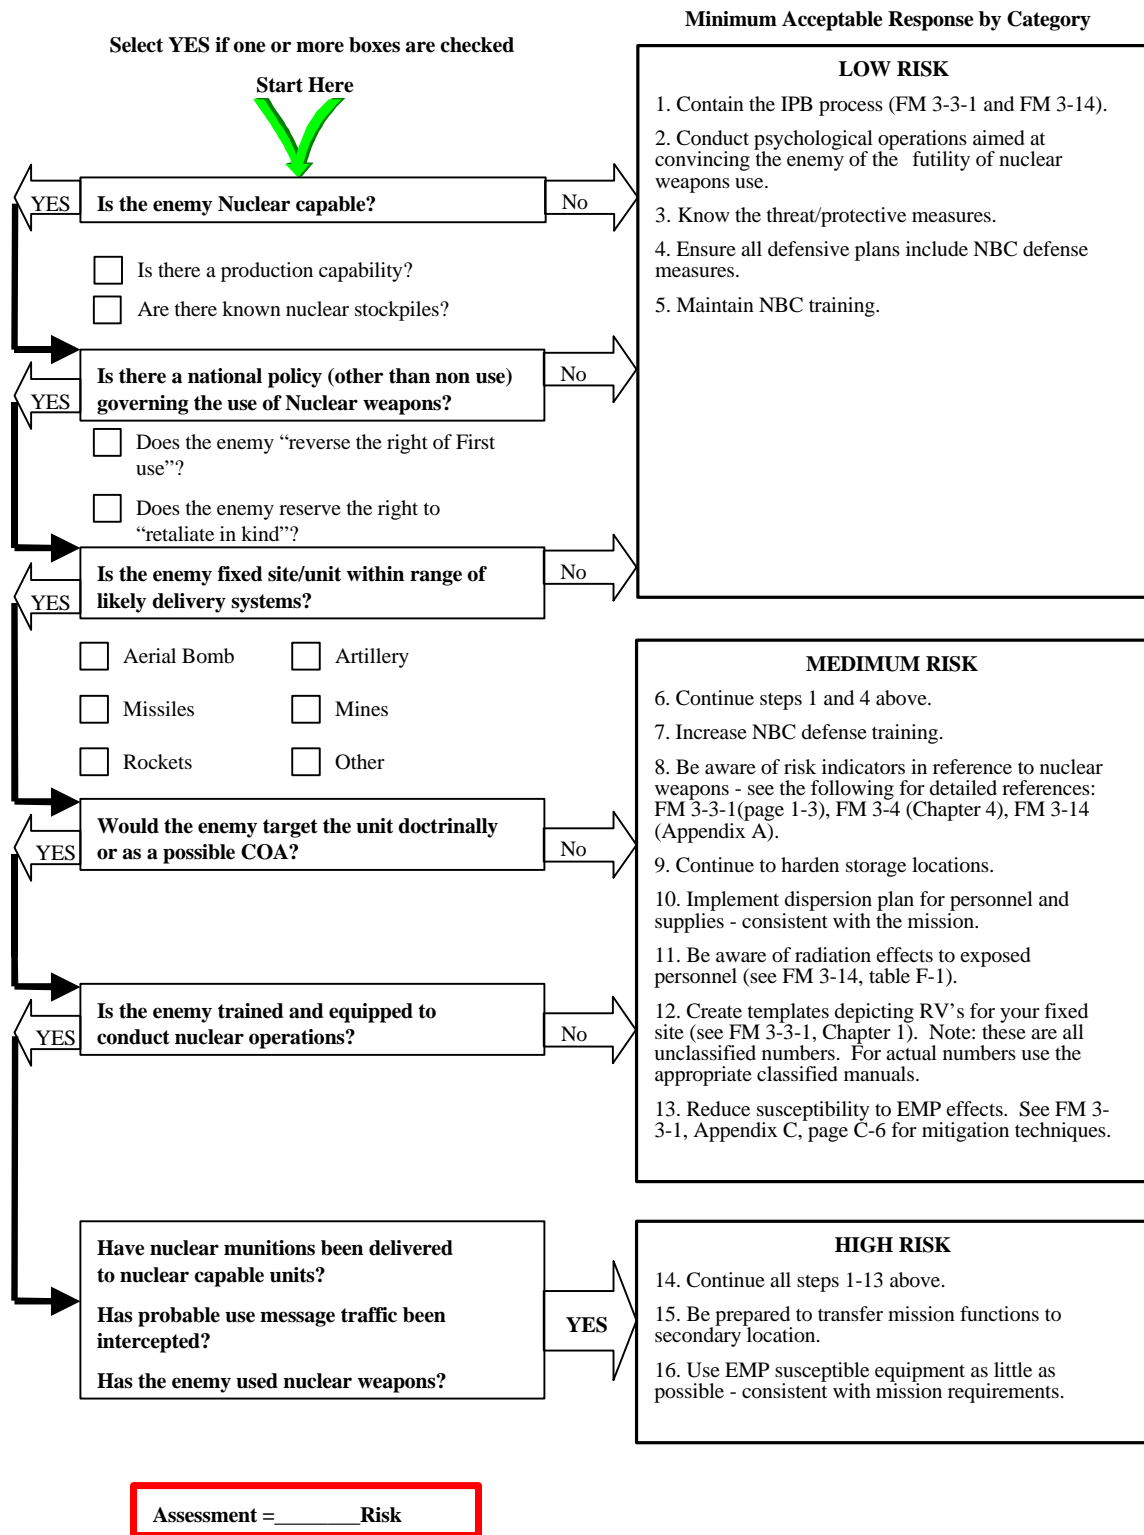 Minimum Acceptable Response by Category
Select YES if one or more boxes are checked
Start Here
YES
Is the enemy Nuclear capable?
No
Is there a production capability?
Are there known nuclear stockpiles?
YES
Is there a national policy (other than non use)
governing the use of Nuclear weapons?
No
Does the enemy “reverse the right of First
use”?
Does the enemy reserve the right to
“retaliate in kind”?
YES
Is the enemy fixed site/unit within range of
likely delivery systems?
No
Aerial Bomb
Artillery
Missiles
Mines
Rockets
Other
YES
Would the enemy target the unit doctrinally
or as a possible COA?
No
YES
Is the enemy trained and equipped to
conduct nuclear operations?
No
Have nuclear munitions been delivered
to nuclear capable units?
Has probable use message traffic been
intercepted?
Has the enemy used nuclear weapons?
YES
LOW RISK
1. Contain the IPB process (FM 3-3-1 and FM 3-14).
2. Conduct psychological operations aimed at
convincing the enemy of the futility of nuclear
weapons use.
3. Know the threat/protective measures.
4. Ensure all defensive plans include NBC defense
measures.
5. Maintain NBC training.
MEDIMUM RISK
6. Continue steps 1 and 4 above.
7. Increase NBC defense training.
8. Be aware of risk indicators in reference to nuclear
weapons - see the following for detailed references:
FM 3-3-1(page 1-3), FM 3-4 (Chapter 4), FM 3-14
(Appendix A).
9. Continue to harden storage locations.
10. Implement dispersion plan for personnel and
supplies - consistent with the mission.
11. Be aware of radiation effects to exposed
personnel (see FM 3-14, table F-1).
12. Create templates depicting RV’s for your fixed
site (see FM 3-3-1, Chapter 1). Note: these are all
unclassified numbers. For actual numbers use the
appropriate classified manuals.
13. Reduce susceptibility to EMP effects. See FM 3-
3-1, Appendix C, page C-6 for mitigation techniques.
HIGH RISK
14. Continue all steps 1-13 above.
15. Be prepared to transfer mission functions to
secondary location.
16. Use EMP susceptible equipment as little as
possible - consistent with mission requirements.
Assessment =________Risk